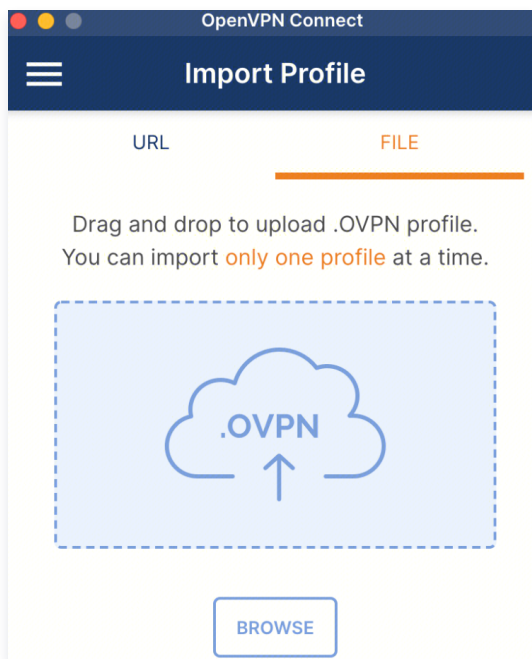 OpenVPN Connect
Import Profile
URL
FILE
Drag and drop to upload .OVPN profile.
You can import only one profile at a time.
.OVPN
BROWSE